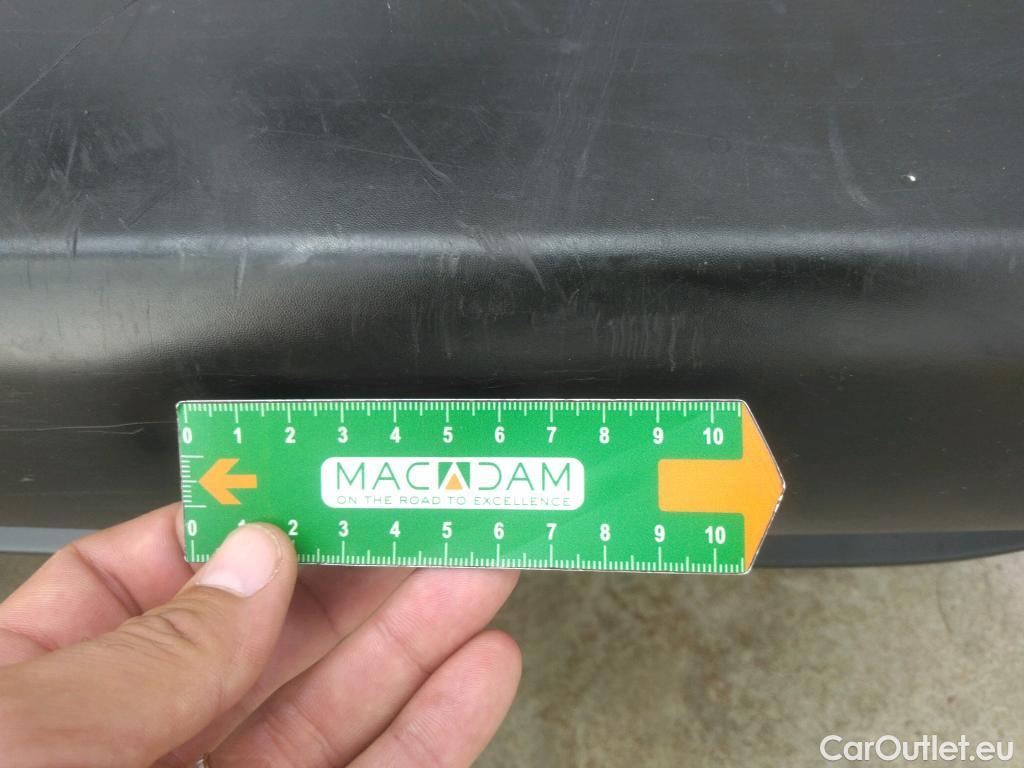 0 1 2 3 4 5 6 7 8 9 10
MACADAM
ON THE ROAD TO EXCELLENCE
0 1 2 3 4 5 6 7 8 9 10
CarOutlet.eu